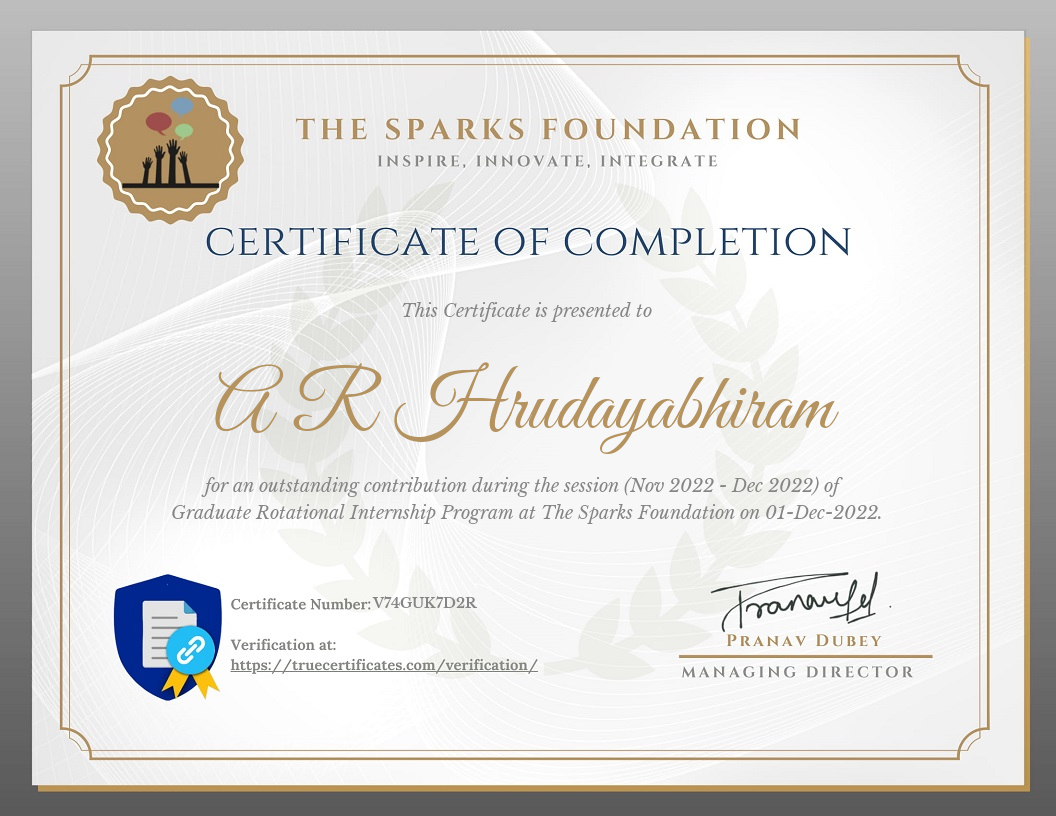 THE SPARKS FOUNDATION
INSPIRE, INNOVATE, INTEGRATE
CERTIFICATE OF COMPLETION
This Certificate is presented to
A R Hrudayabhiram
for an outstanding contribution during the session (Nov 2022 - Dec 2022) of
Graduate Rotational Internship Program at The Sparks Foundation on 01-Dec-2022.
Certificate Number: V74GUK7D2R
Verification at:
https://truecertificates.com/verification/
PRANAV DUBEY
MANAGING DIRECTOR